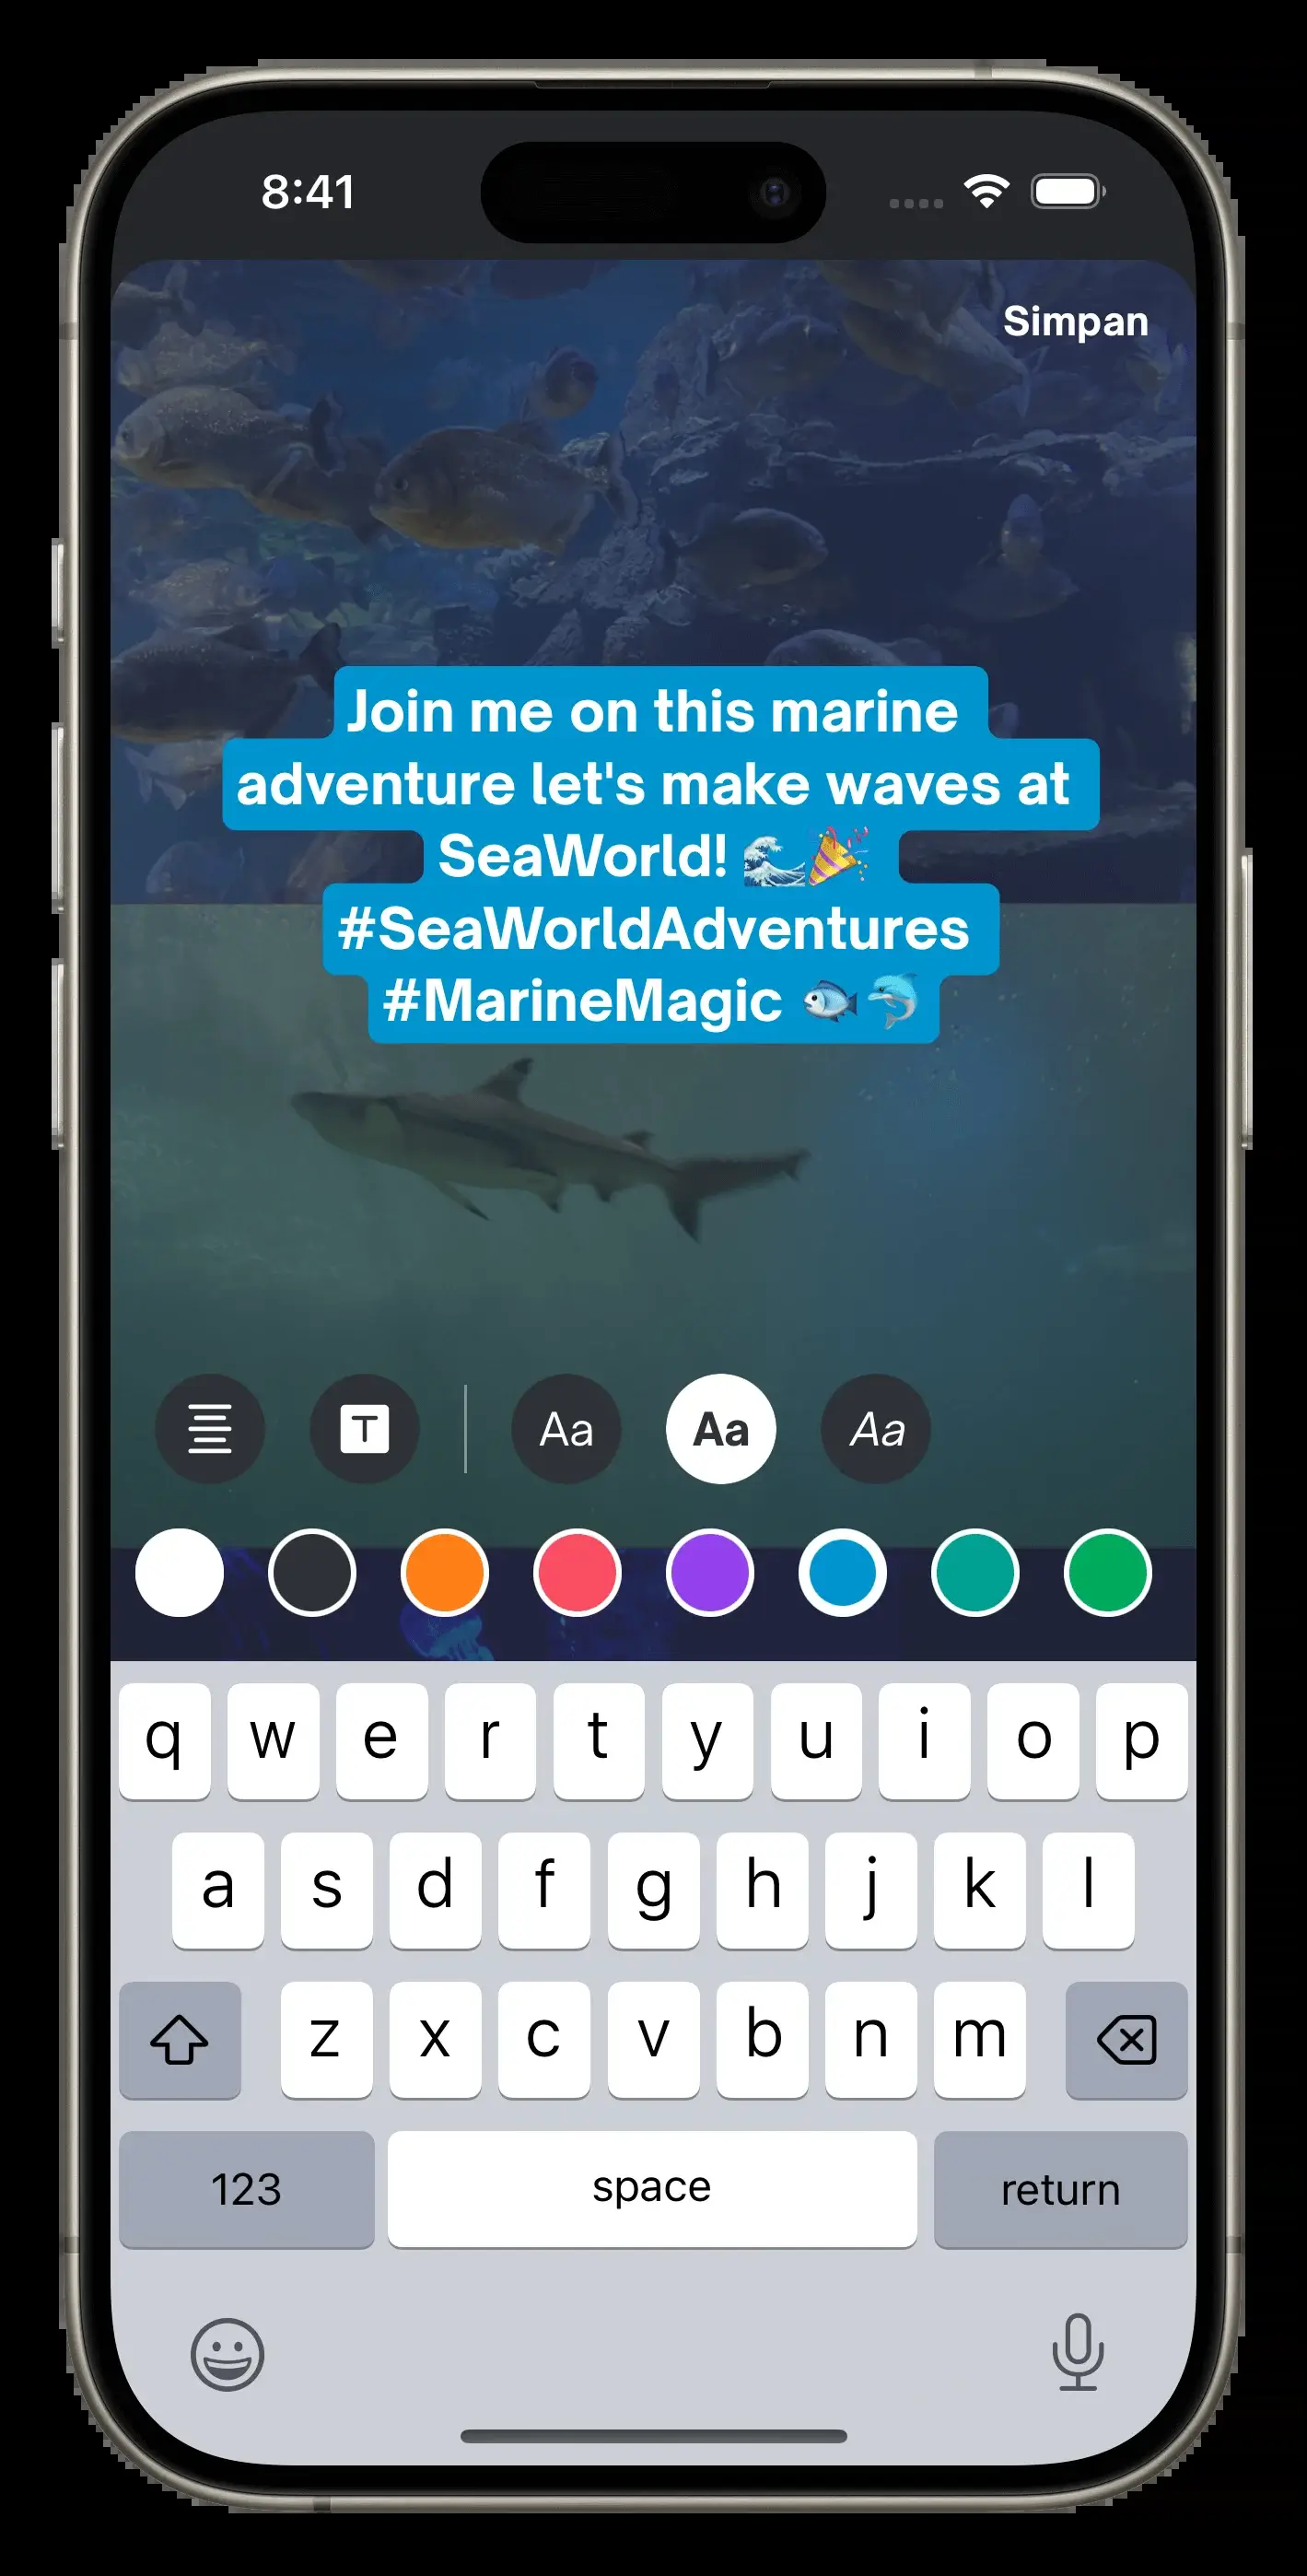 8:41
Simpan
Join me on this marine
adventure let's make waves at
SeaWorld! 🌊🎉
#SeaWorldAdventures
#MarineMagic 🐟🐬
T Aa Aa Aa
q w e r t y u i o p
a s d f g h j k l
z x c v b n m
123 space return